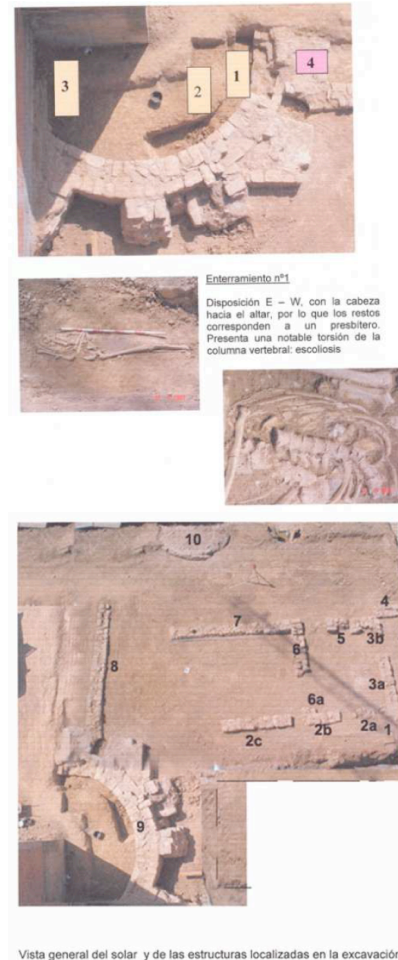 3
2
1
4
Enterramiento nº1
Disposición E – W, con la cabeza
hacia el altar, por lo que los restos
corresponden a un presbítero.
Presenta una notable torsión de la
columna vertebral: escoliosis
10
4
7
5
3b
6
8
3a
6a
2a
2b
2c
1
9
Vista general del solar y de las estructuras localizadas en la excavación